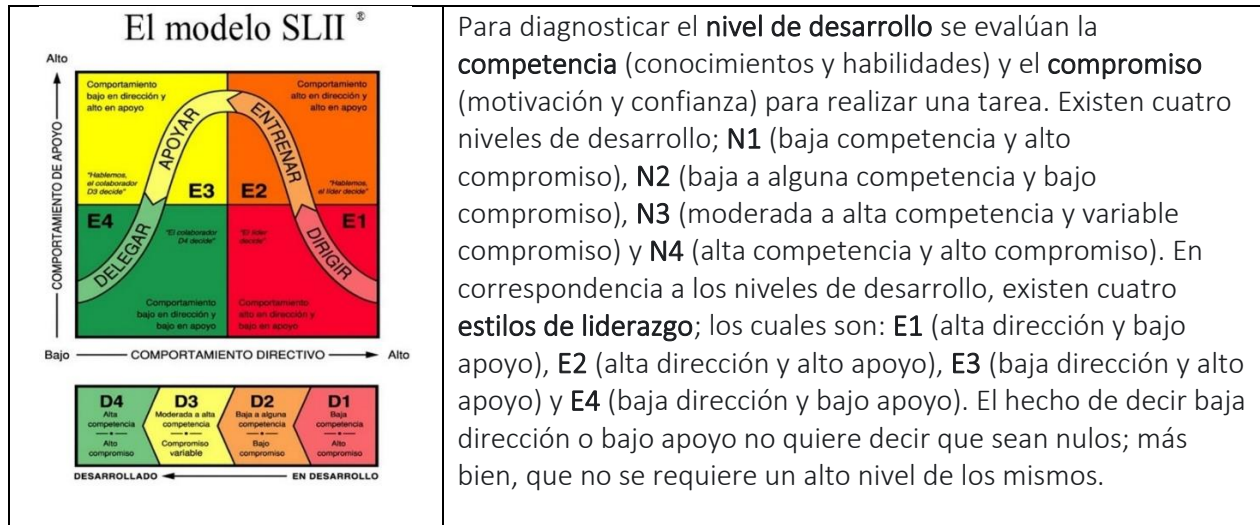 El modelo SLII ®
Alto
Comportamiento
bajo en dirección y
alto en apoyo
Comportamiento
alto en dirección y
alto en apoyo
APOYAR
ENTRENAR
"Hablemos,
el colaborador
D3 decide"
E3
E2
"Hablemos,
el líder decide"
E4
"El colaborador
D4 decide"
"El líder
decide"
E1
DELEGAR
DIRIGIR
Comportamiento
bajo en dirección y
bajo en apoyo
Comportamiento
alto en dirección y
bajo en apoyo
COMPORTAMIENTO DE APOYO
Bajo
COMPORTAMIENTO DIRECTIVO
Alto
D4
Alta
competencia
Alto
compromiso
D3
Moderada a alta
competencia
Compromiso
variable
D2
Baja a alguna
competencia
Bajo
compromiso
D1
Baja
competencia
Alto
compromiso
DESARROLLADO
EN DESARROLLO
Para diagnosticar el nivel de desarrollo se evalúan la
competencia (conocimientos y habilidades) y el compromiso
(motivación y confianza) para realizar una tarea. Existen cuatro
niveles de desarrollo; N1 (baja competencia y alto
compromiso), N2 (baja a alguna competencia y bajo
compromiso), N3 (moderada a alta competencia y variable
compromiso) y N4 (alta competencia y alto compromiso). En
correspondencia a los niveles de desarrollo, existen cuatro
estilos de liderazgo; los cuales son: E1 (alta dirección y bajo
apoyo), E2 (alta dirección y alto apoyo), E3 (baja dirección y alto
apoyo) y E4 (baja dirección y bajo apoyo). El hecho de decir baja
dirección o bajo apoyo no quiere decir que sean nulos; más
bien, que no se requiere un alto nivel de los mismos.